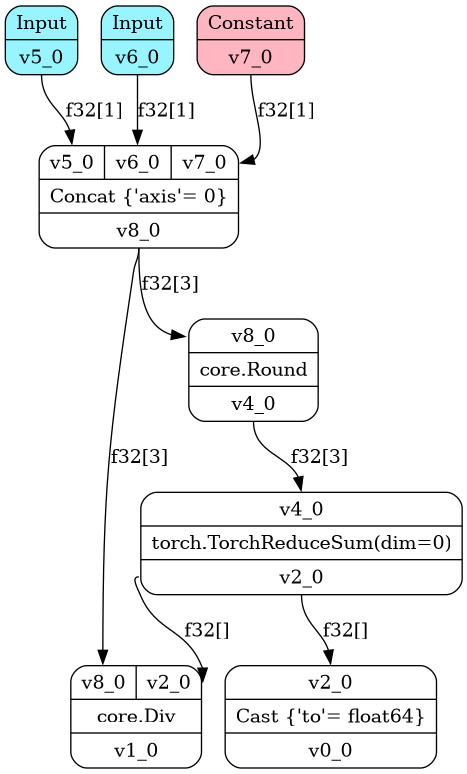 Input
v5_0
Input
v6_0
Constant
v7_0
f32[1]
f32[1]
f32[1]
v5_0 v6_0 v7_0
Concat {'axis'= 0}
v8_0
f32[3]
v8_0
core.Round
v4_0
f32[3]
f32[3]
v4_0
torch.TorchReduceSum(dim=0)
v2_0
f32[]
f32[]
v8_0 v2_0
core.Div
v1_0
v2_0
Cast {'to'= float64}
v0_0